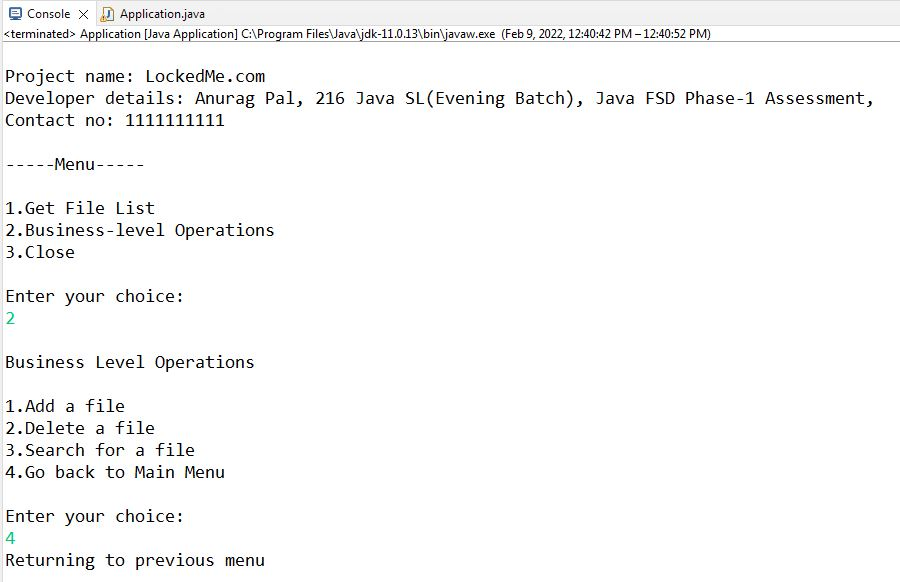 Console Application.java
<terminated> Application [Java Application] C:\Program Files\Java\jdk-11.0.13\bin\javaw.exe (Feb 9, 2022, 12:40:42 PM – 12:40:52 PM)
Project name: LockedMe.com
Developer details: Anurag Pal, 216 Java SL(Evening Batch), Java FSD Phase-1 Assessment,
Contact no: 1111111111
-----Menu-----
1.Get File List
2.Business-level Operations
3.Close
Enter your choice:
2
Business Level Operations
1.Add a file
2.Delete a file
3.Search for a file
4.Go back to Main Menu
Enter your choice:
4
Returning to previous menu